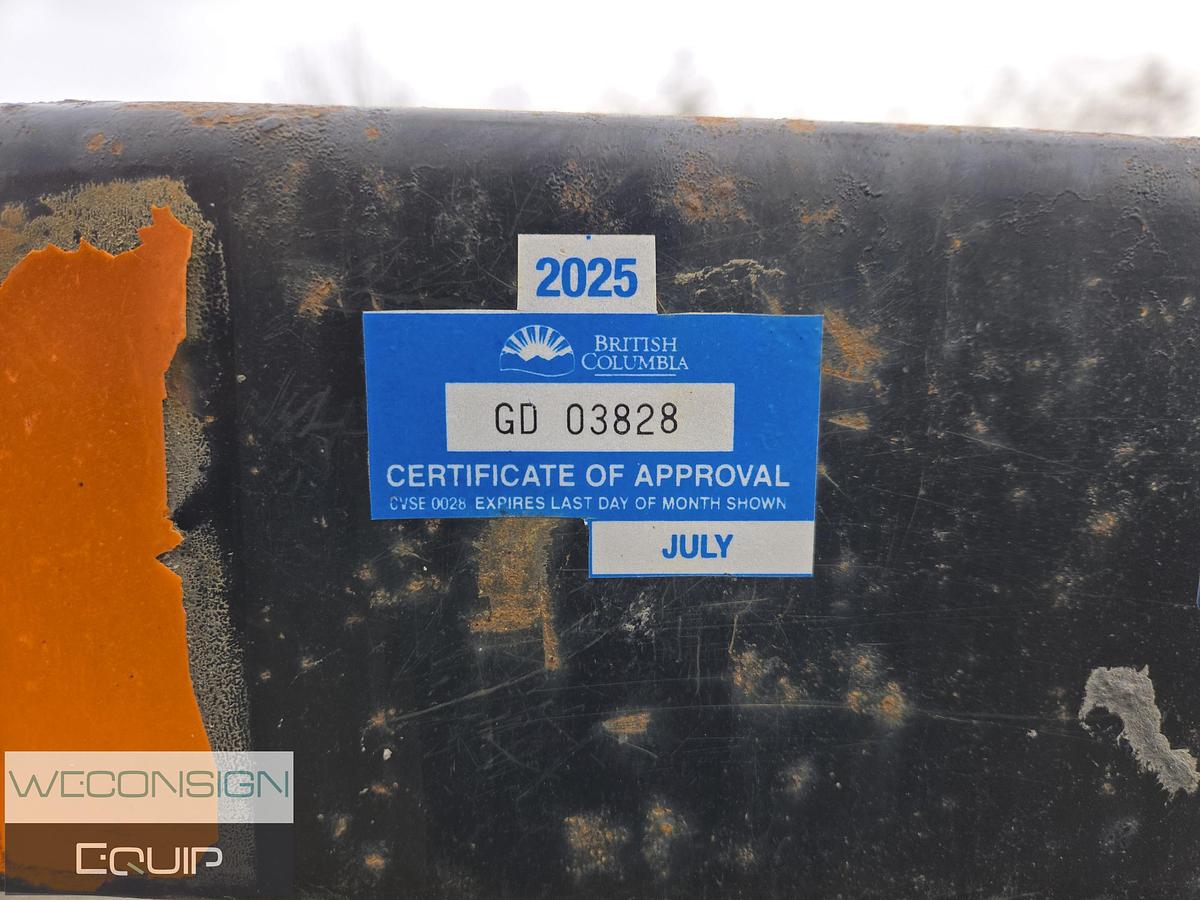 2025
BRITISH
COLUMBIA
GD 03828
CERTIFICATE OF APPROVAL
CVSE 0028 EXPIRES LAST DAY OF MONTH SHOWN
JULY
WECONSIGN
EQUIP